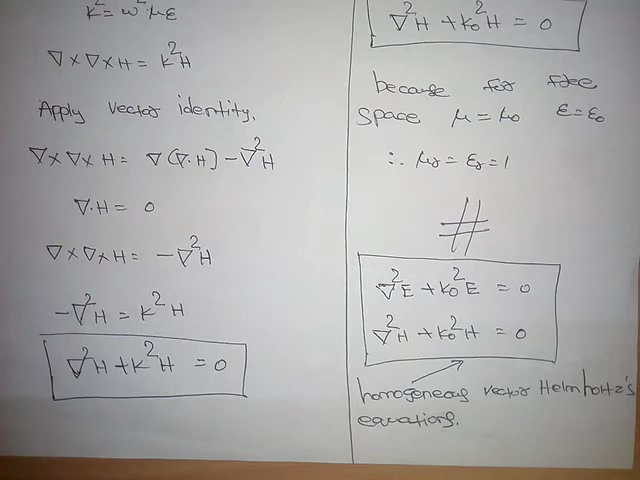 k² = ω²με
∇×∇×H = k²H
Apply vector identity.
∇×∇×H = ∇(∇·H) - ∇²H
∇·H = 0
∇×∇×H = -∇²H
-∇²H = k²H
∇²H + k²H = 0
∇²H + k₀²H = 0
because for free
space μ = μ₀ ε = ε₀
∴ μᵣ = εᵣ = 1
#
∇²E + k₀²E = 0
∇²H + k₀²H = 0
homogeneous vector Helmholtz's
equations.